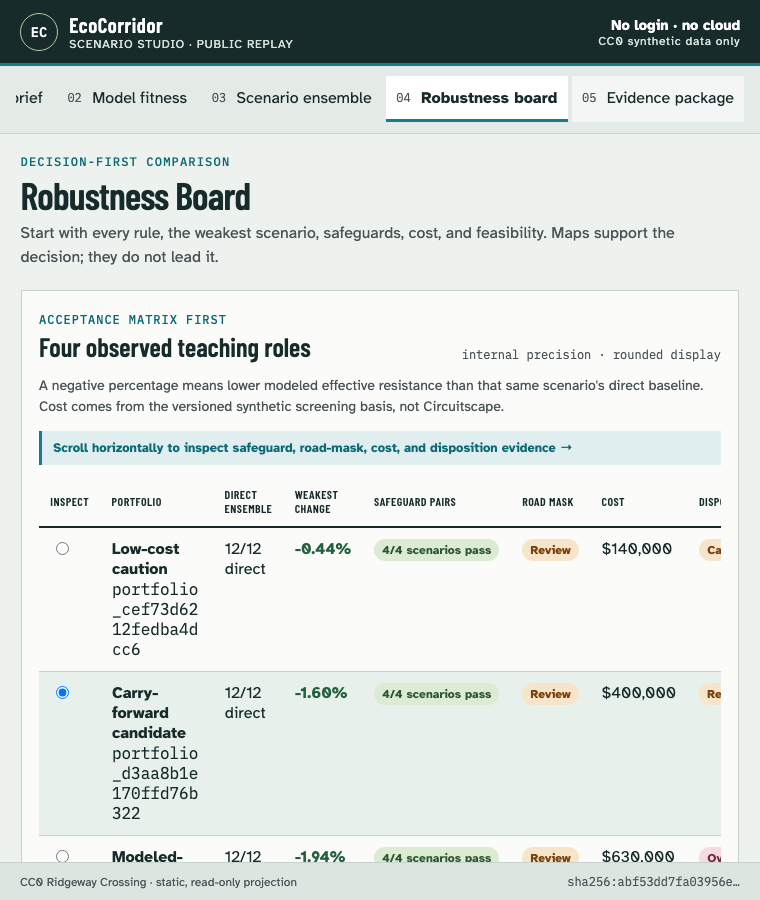 EC
EcoCorridor
SCENARIO STUDIO · PUBLIC REPLAY
No login · no cloud
CC0 synthetic data only
rief
02 Model fitness
03 Scenario ensemble
04 Robustness board
05 Evidence package
DECISION-FIRST COMPARISON
Robustness Board
Start with every rule, the weakest scenario, safeguards, cost, and feasibility. Maps support the
decision; they do not lead it.
ACCEPTANCE MATRIX FIRST
Four observed teaching roles
internal precision · rounded display
A negative percentage means lower modeled effective resistance than that same scenario's direct baseline.
Cost comes from the versioned synthetic screening basis, not Circuitscape.
Scroll horizontally to inspect safeguard, road-mask, cost, and disposition evidence →
INSPECT PORTFOLIO DIRECT ENSEMBLE WEAKEST CHANGE SAFEGUARD PAIRS ROAD MASK COST DISPO
Low-cost
caution
portfolio
_cef73d62
12fedba4d
cc6
12/12
direct
-0.44%
4/4 scenarios pass
Review
$140,000
Ca
Carry-
forward
candidate
portfolio
_d3aa8b1e
170ffd76b
322
12/12
direct
-1.60%
4/4 scenarios pass
Review
$400,000
Re
Modeled-
12/12
-1.94%
4/4 scenarios pass
Review
$630,000
Ov
CC0 Ridgeway Crossing · static, read-only projection
sha256:abf53dd7fa03956e…